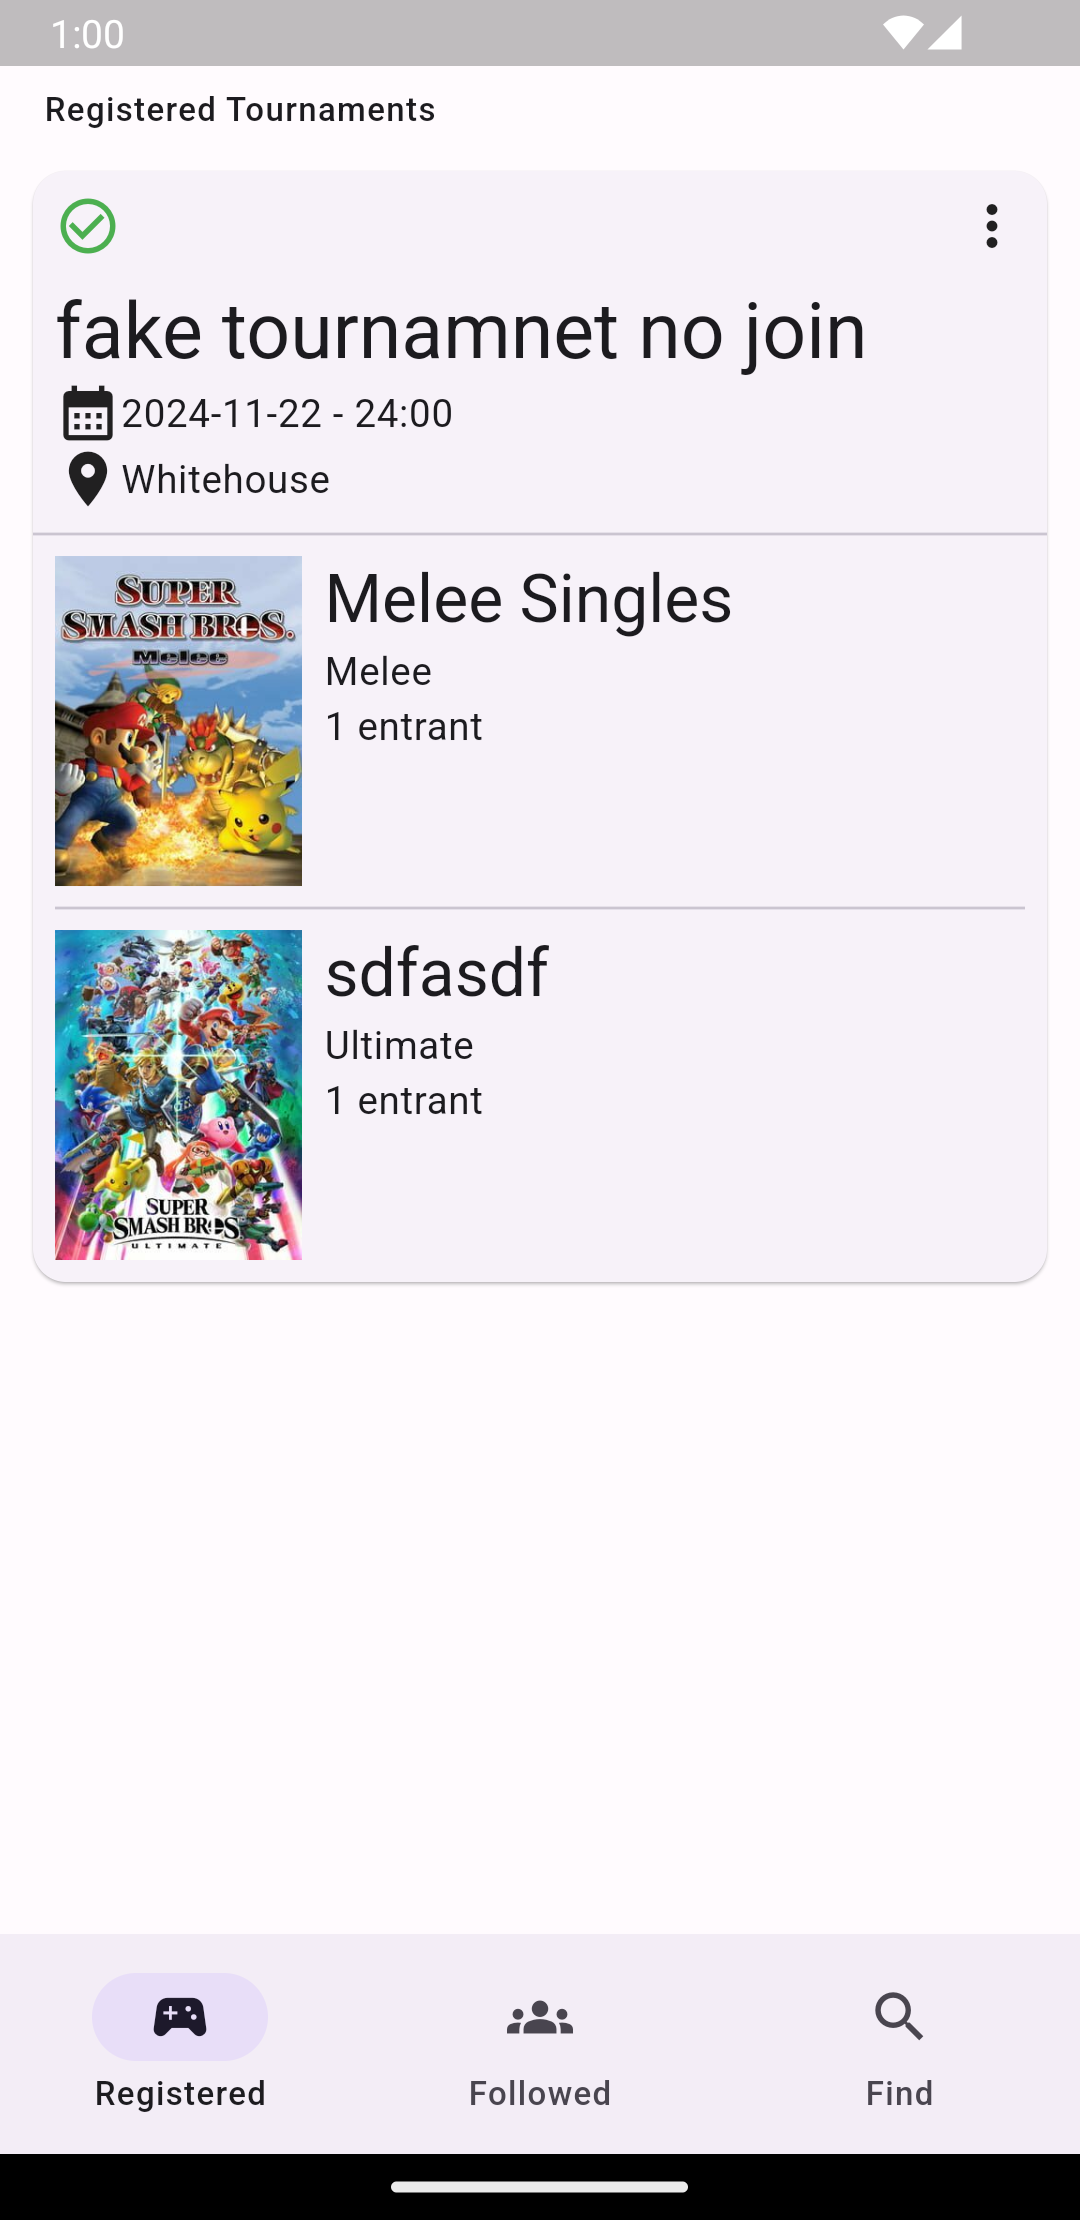 1:00
Registered Tournaments
fake tournamnet no join
2024-11-22 - 24:00
Whitehouse
SUPER
SMASH BROS.
Melee
Melee Singles
Melee
1 entrant
sdfasdf
Ultimate
1 entrant
SUPER
SMASH BROS.
ULTIMATE
Registered
Followed
Find